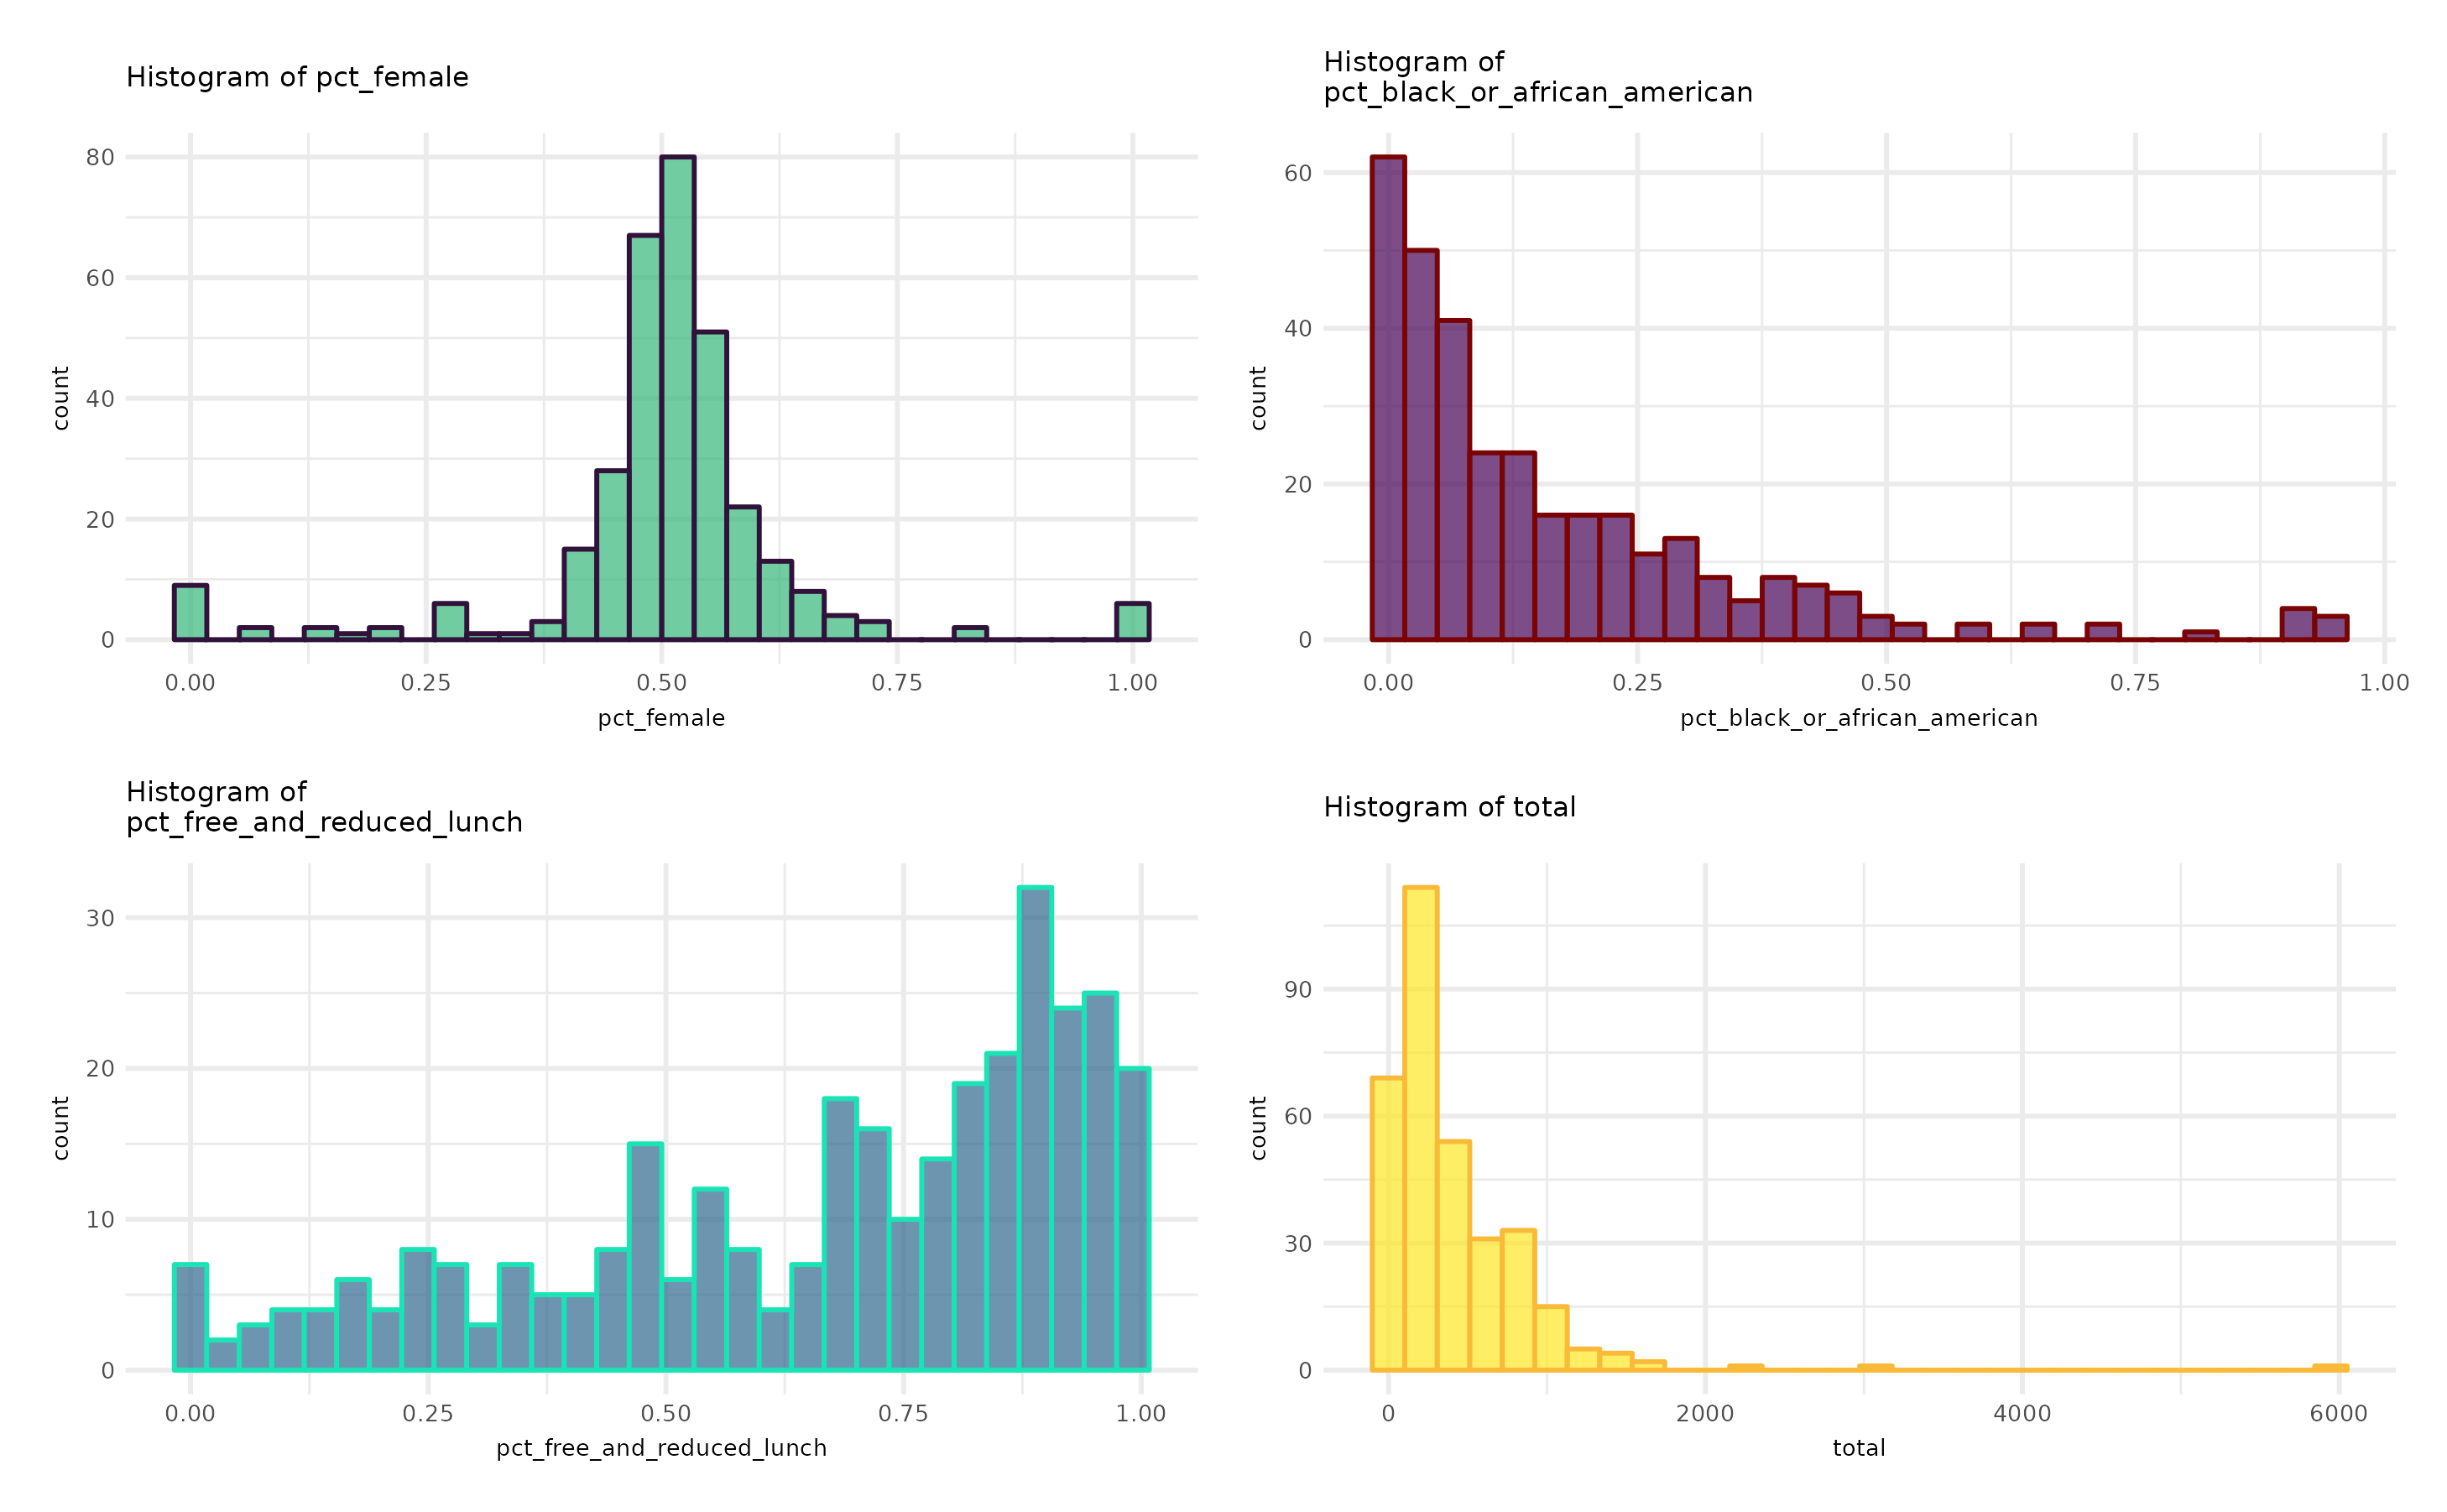 Histogram of pct_female
80
60
40
20
0
count
0.00 0.25 0.50 0.75 1.00
pct_female
Histogram of
pct_black_or_african_american
60
40
20
0
count
0.00 0.25 0.50 0.75 1.00
pct_black_or_african_american
Histogram of
pct_free_and_reduced_lunch
30
20
10
0
count
0.00 0.25 0.50 0.75 1.00
pct_free_and_reduced_lunch
Histogram of total
90
60
30
0
count
0 2000 4000 6000
total